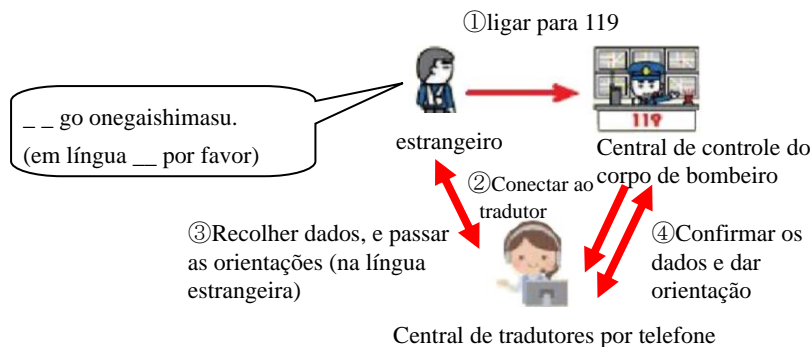 ①ligar para 119
_ _ go onegaishimasu.
(em língua __ por favor)
119
estrangeiro
Central de controle do
corpo de bombeiro
②Conectar ao
tradutor
③Recolher dados, e passar
as orientações (na língua
estrangeira)
④Confirmar os
dados e dar
orientação
Central de tradutores por telefone